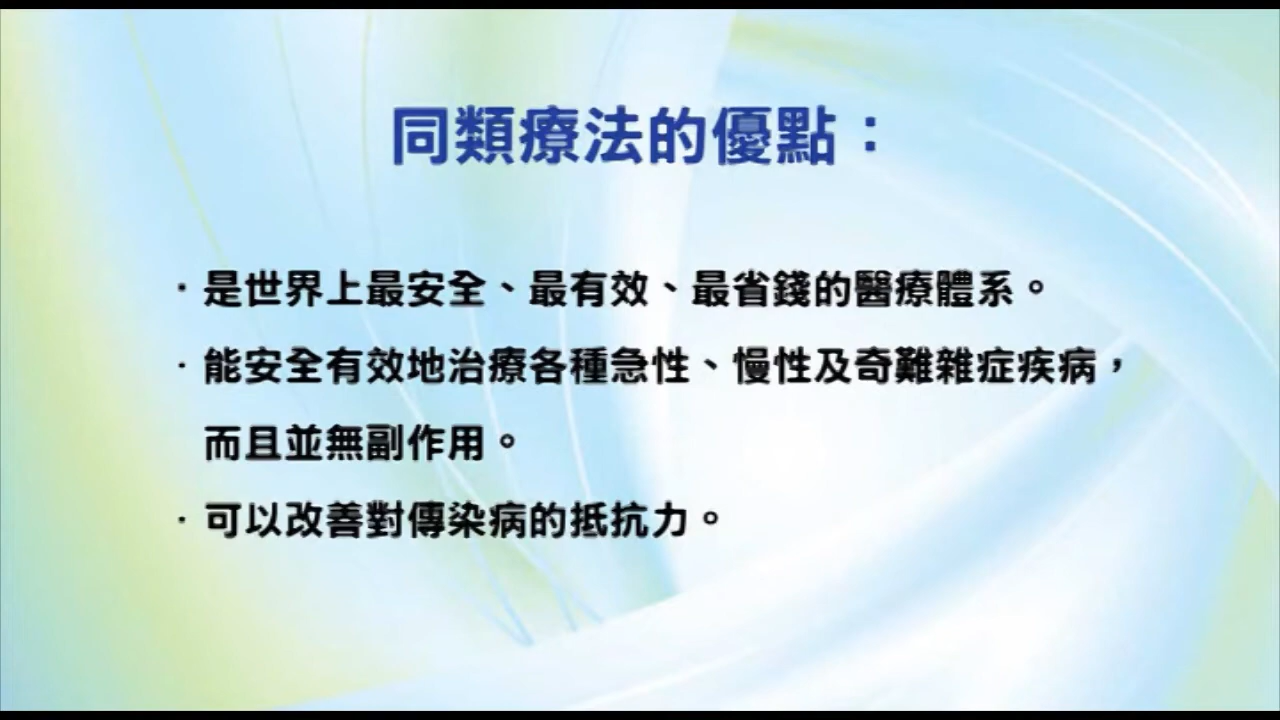 同類療法的優點：
· 是世界上最安全、最有效、最省錢的醫療體系。
· 能安全有效地治療各種急性、慢性及奇難雜症疾病，
而且並無副作用。
· 可以改善對傳染病的抵抗力。